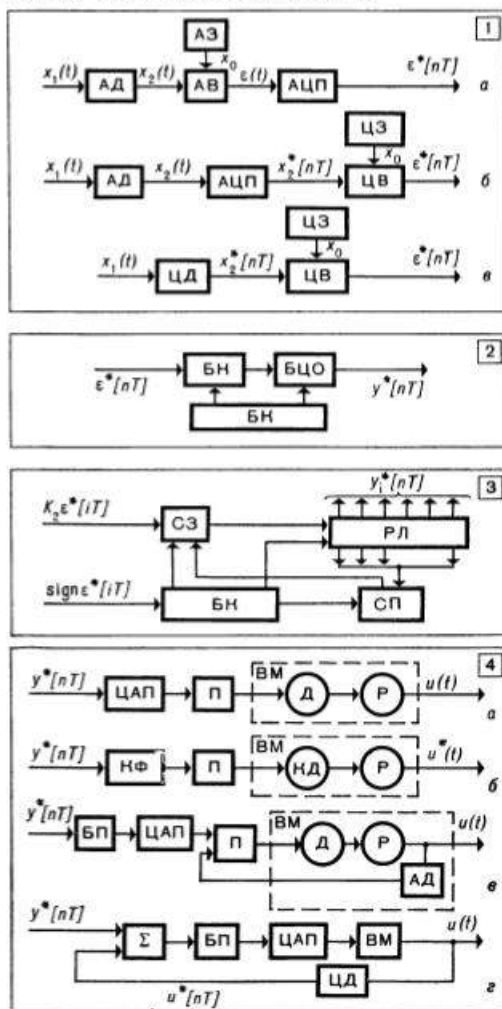 1
АЗ
x₁(t) АД x₂(t) x₀ АВ ε(t) АЦП ε*[nT] а
ЦЗ
x₁(t) АД x₂(t) АЦП x₂*[nT] x₀ ЦВ ε*[nT] б
ЦЗ
x₁(t) ЦД x₂*[nT] x₀ ЦВ ε*[nT] в
2
ε*[nT] БН БЦО y*[nT]
БК
3
yᵢ*[nT]
K₂ε*[iT] СЗ РЛ
sign ε*[iT] БК СП
4
y*[nT] ЦАП П ВМ Д Р u(t) а
y*[nT] КФ П ВМ КД Р u*(t) б
y*[nT] БП ЦАП П ВМ Д Р u(t)
АД в
y*[nT] Σ БП ЦАП ВМ u(t)
ЦД г
u*[nT]